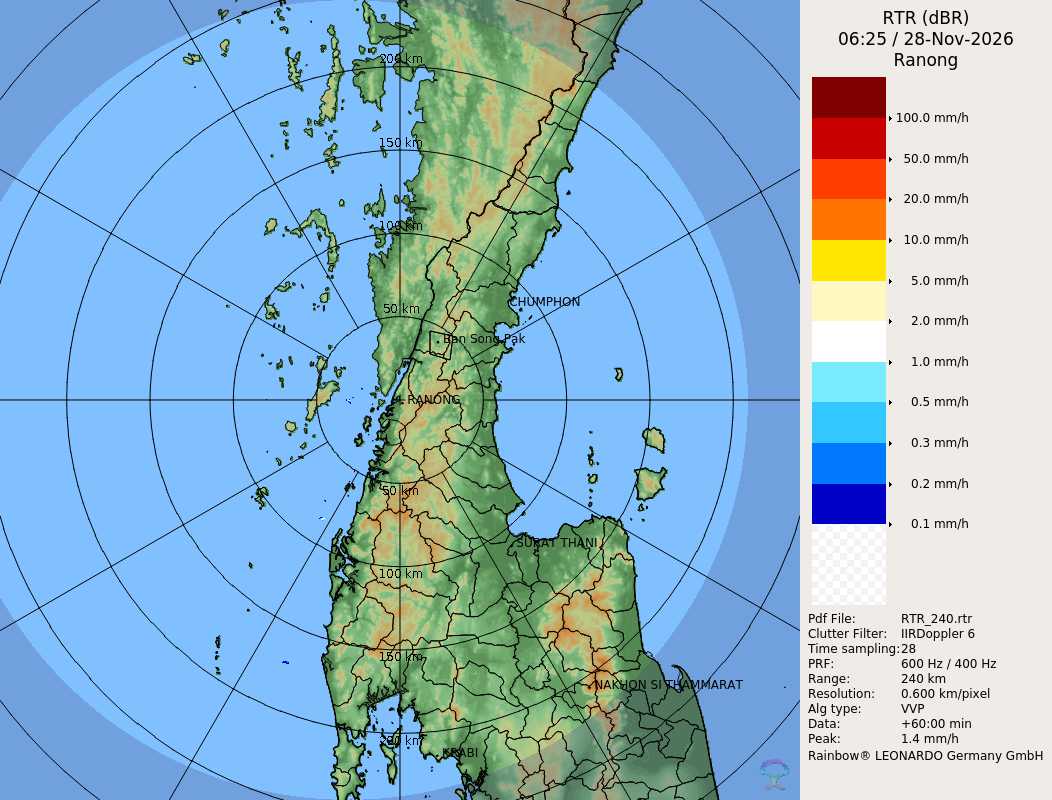 RTR (dBR)
06:25 / 28-Nov-2026
Ranong
100.0 mm/h
50.0 mm/h
20.0 mm/h
10.0 mm/h
5.0 mm/h
2.0 mm/h
1.0 mm/h
0.5 mm/h
0.3 mm/h
0.2 mm/h
0.1 mm/h
Pdf File: RTR_240.rtr
Clutter Filter: IIRDoppler 6
Time sampling:28
PRF: 600 Hz / 400 Hz
Range: 240 km
Resolution: 0.600 km/pixel
Alg type: VVP
Data: +60:00 min
Peak: 1.4 mm/h
Rainbow® LEONARDO Germany GmbH
200 km
150 km
100 km
CHUMPHON
50 km
Ban Song Pak
RANONG
50 km
SURAT THANI
100 km
150 km
NAKHON SI THAMMARAT
200 km
KRABI